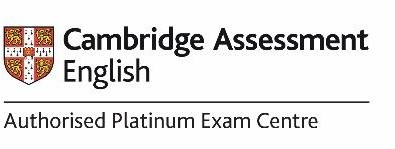 Cambridge Assessment
English
Authorised Platinum Exam Centre